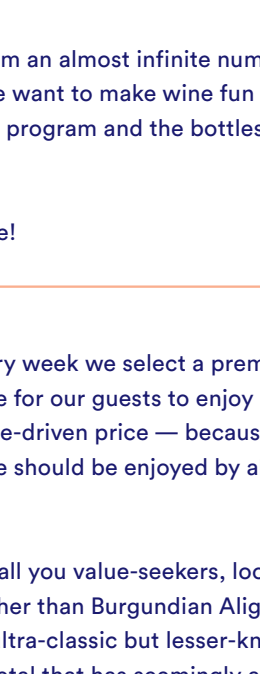 m an almost infinite num
e want to make wine fun
program and the bottles
e!
ry week we select a prem
e for our guests to enjoy
e-driven price — becaus
e should be enjoyed by a
all you value-seekers, loo
her than Burgundian Alig
ltra-classic but lesser-kn